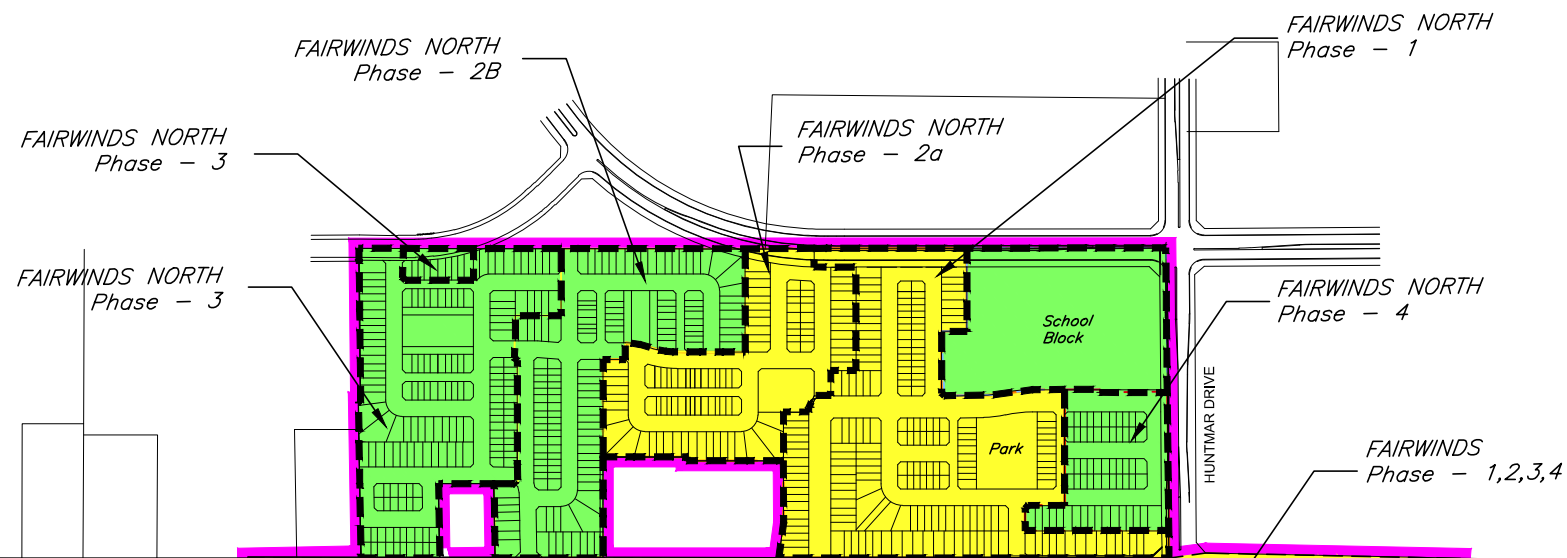 FAIRWINDS NORTH
Phase - 1
FAIRWINDS NORTH
Phase - 2B
FAIRWINDS NORTH
Phase - 2a
FAIRWINDS NORTH
Phase - 3
FAIRWINDS NORTH
Phase - 3
FAIRWINDS NORTH
Phase - 4
School
Block
HUNTMAR DRIVE
Park
FAIRWINDS
Phase - 1,2,3,4